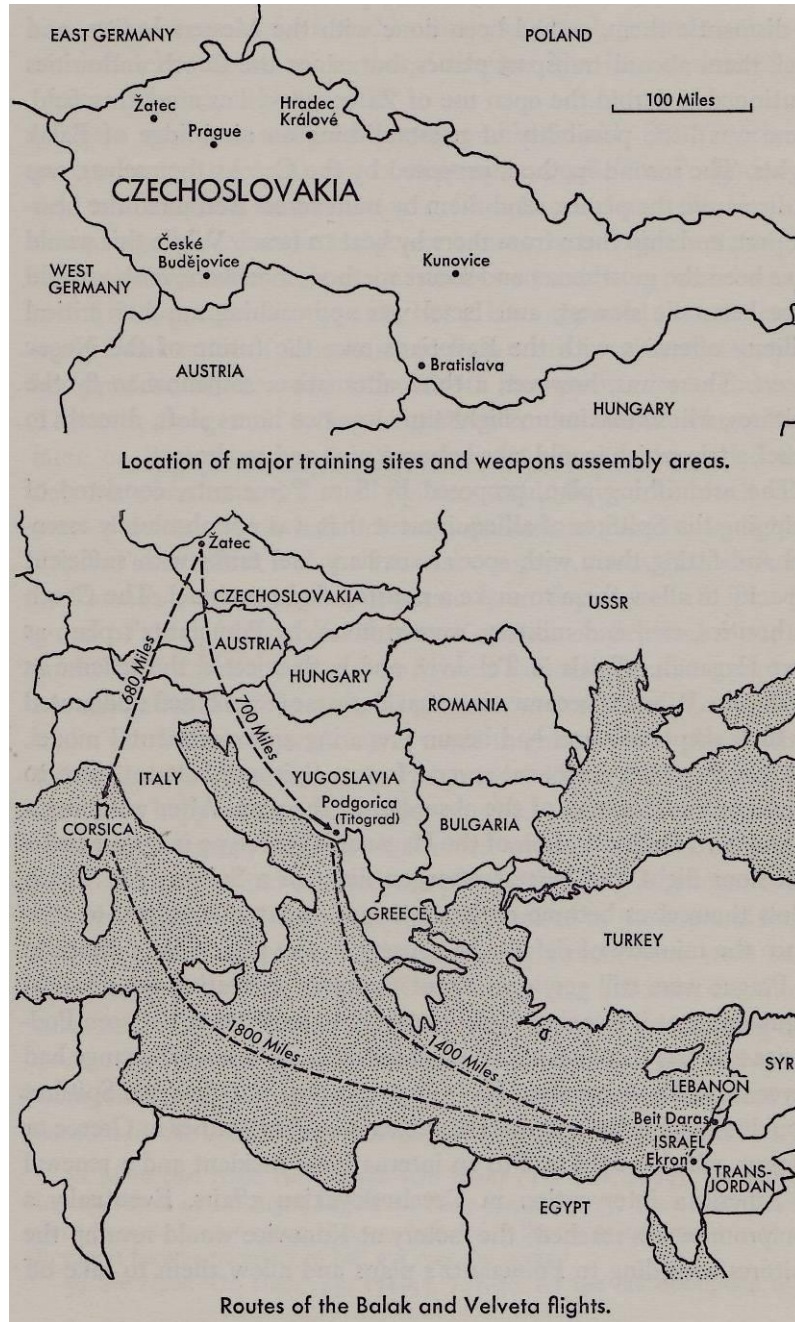 EAST GERMANY
POLAND
Žatec
Hradec
Králové
Prague
100 Miles
CZECHOSLOVAKIA
České
Budějovice
Kunovice
WEST
GERMANY
AUSTRIA
Bratislava
HUNGARY
Location of major training sites and weapons assembly areas.
Žatec
CZECHOSLOVAKIA
USSR
AUSTRIA
HUNGARY
680 Miles
700 Miles
ROMANIA
ITALY
YUGOSLAVIA
Podgorica
(Titograd)
CORSICA
BULGARIA
GREECE
TURKEY
1800 Miles
1400 Miles
SYR
LEBANON
Beit Daras
ISRAEL
Ekron
TRANS-
JORDAN
EGYPT
Routes of the Balak and Velveta flights.